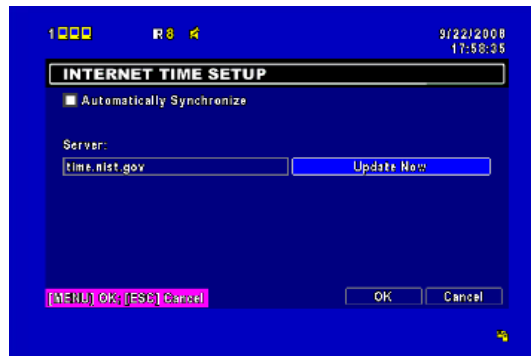 1 R8 9/22/2008
17:58:35
INTERNET TIME SETUP
Automatically Synchronize
Server:
time.nist.gov Update Now
[MENU] OK; [ESC] Cancel OK Cancel